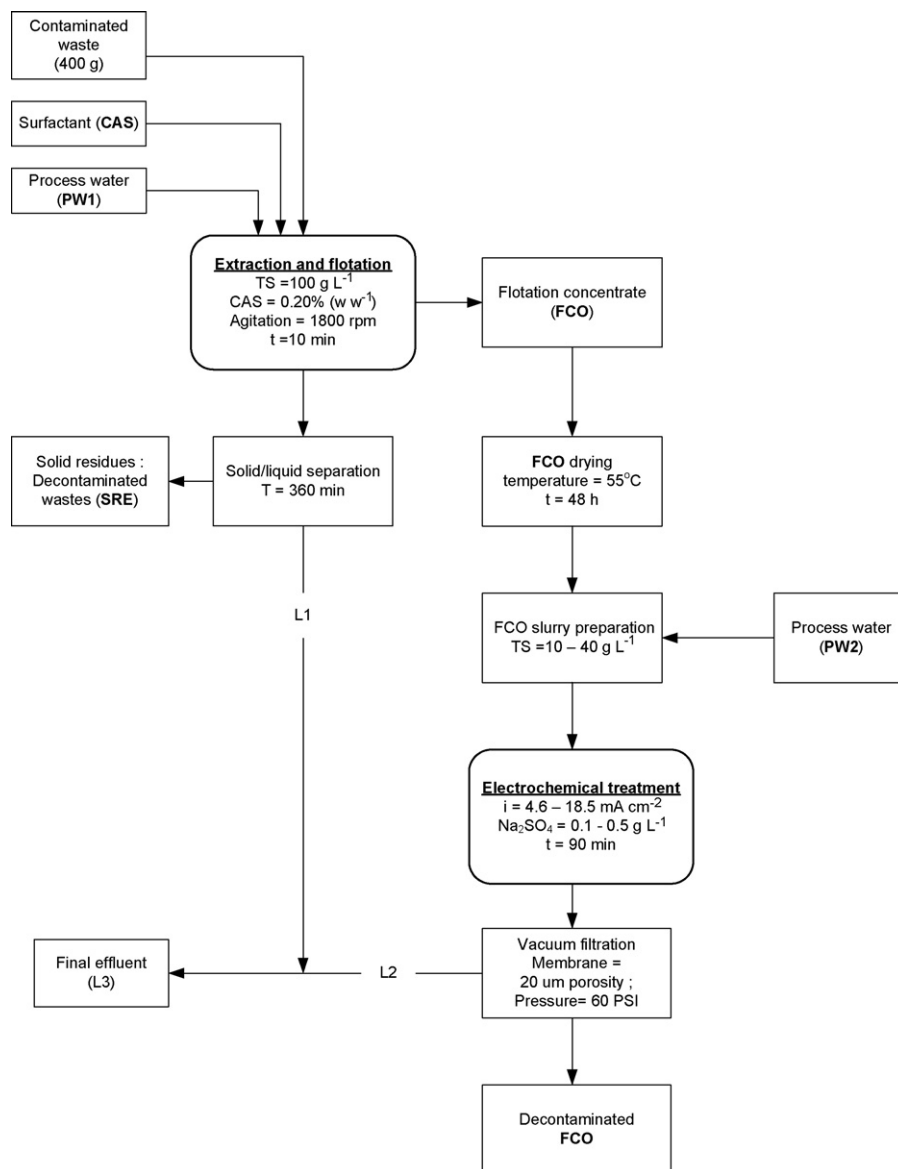 Contaminated
waste
(400 g)
Surfactant (CAS)
Process water
(PW1)
Extraction and flotation
TS =100 g L⁻¹
CAS = 0.20% (w w⁻¹)
Agitation = 1800 rpm
t =10 min
Flotation concentrate
(FCO)
Solid residues :
Decontaminated
wastes (SRE)
Solid/liquid separation
T = 360 min
FCO drying
temperature = 55°C
t = 48 h
L1
FCO slurry preparation
TS =10 – 40 g L⁻¹
Process water
(PW2)
Electrochemical treatment
i = 4.6 – 18.5 mA cm⁻²
Na₂SO₄ = 0.1 - 0.5 g L⁻¹
t = 90 min
Final effluent
(L3)
L2
Vacuum filtration
Membrane =
20 um porosity ;
Pressure= 60 PSI
Decontaminated
FCO